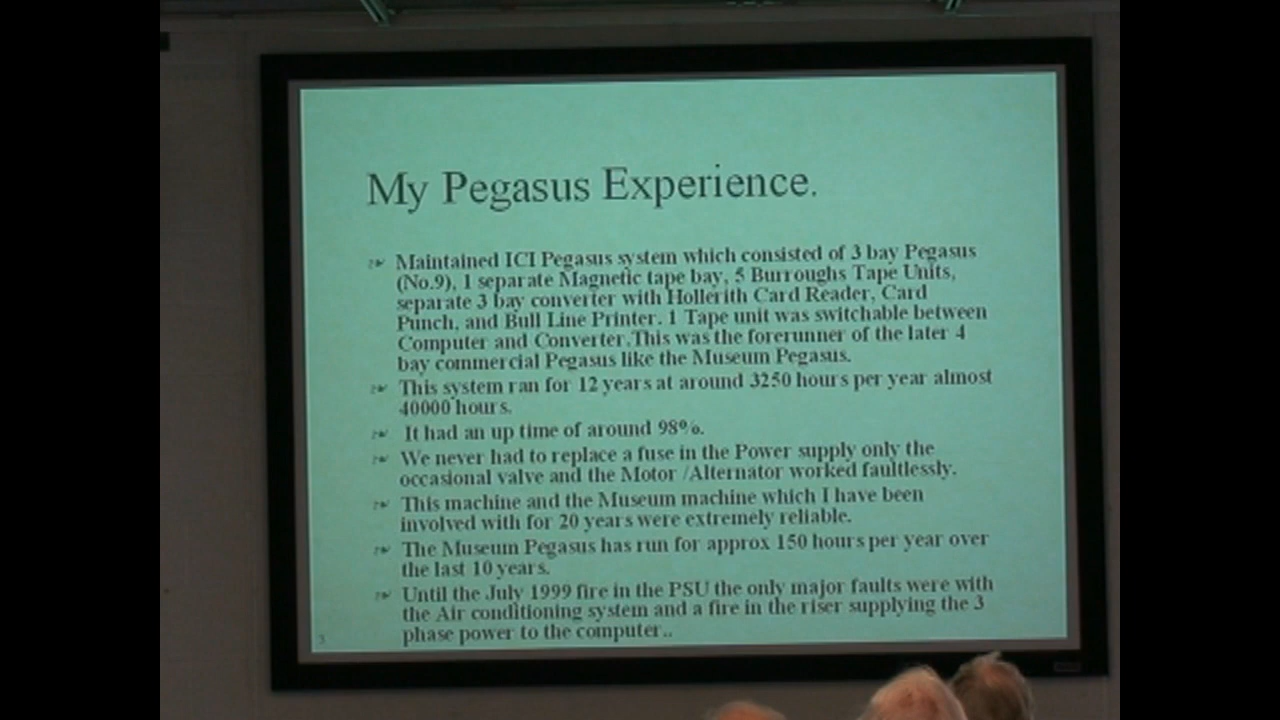 My Pegasus Experience.
Maintained ICI Pegasus system which consisted of 3 bay Pegasus
(No.9), 1 separate Magnetic tape bay, 5 Burroughs Tape Units,
separate 3 bay converter with Hollerith Card Reader, Card
Punch, and Bull Line Printer. 1 Tape unit was switchable between
Computer and Converter.This was the forerunner of the later 4
bay commercial Pegasus like the Museum Pegasus.
This system ran for 12 years at around 3250 hours per year almost
40000 hours.
It had an up time of around 98%.
We never had to replace a fuse in the Power supply only the
occasional valve and the Motor /Alternator worked faultlessly.
This machine and the Museum machine which I have been
involved with for 20 years were extremely reliable.
The Museum Pegasus has run for approx 150 hours per year over
the last 10 years.
Until the July 1999 fire in the PSU the only major faults were with
the Air conditioning system and a fire in the riser supplying the 3
phase power to the computer..
3